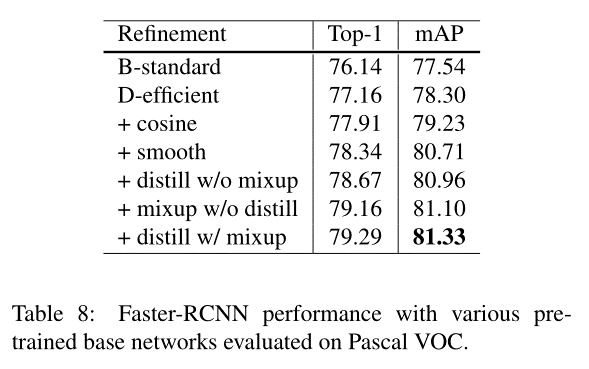 Refinement Top-1 mAP
B-standard 76.14 77.54
D-efficient 77.16 78.30
+ cosine 77.91 79.23
+ smooth 78.34 80.71
+ distill w/o mixup 78.67 80.96
+ mixup w/o distill 79.16 81.10
+ distill w/ mixup 79.29 81.33
Table 8: Faster-RCNN performance with various pre-
trained base networks evaluated on Pascal VOC.